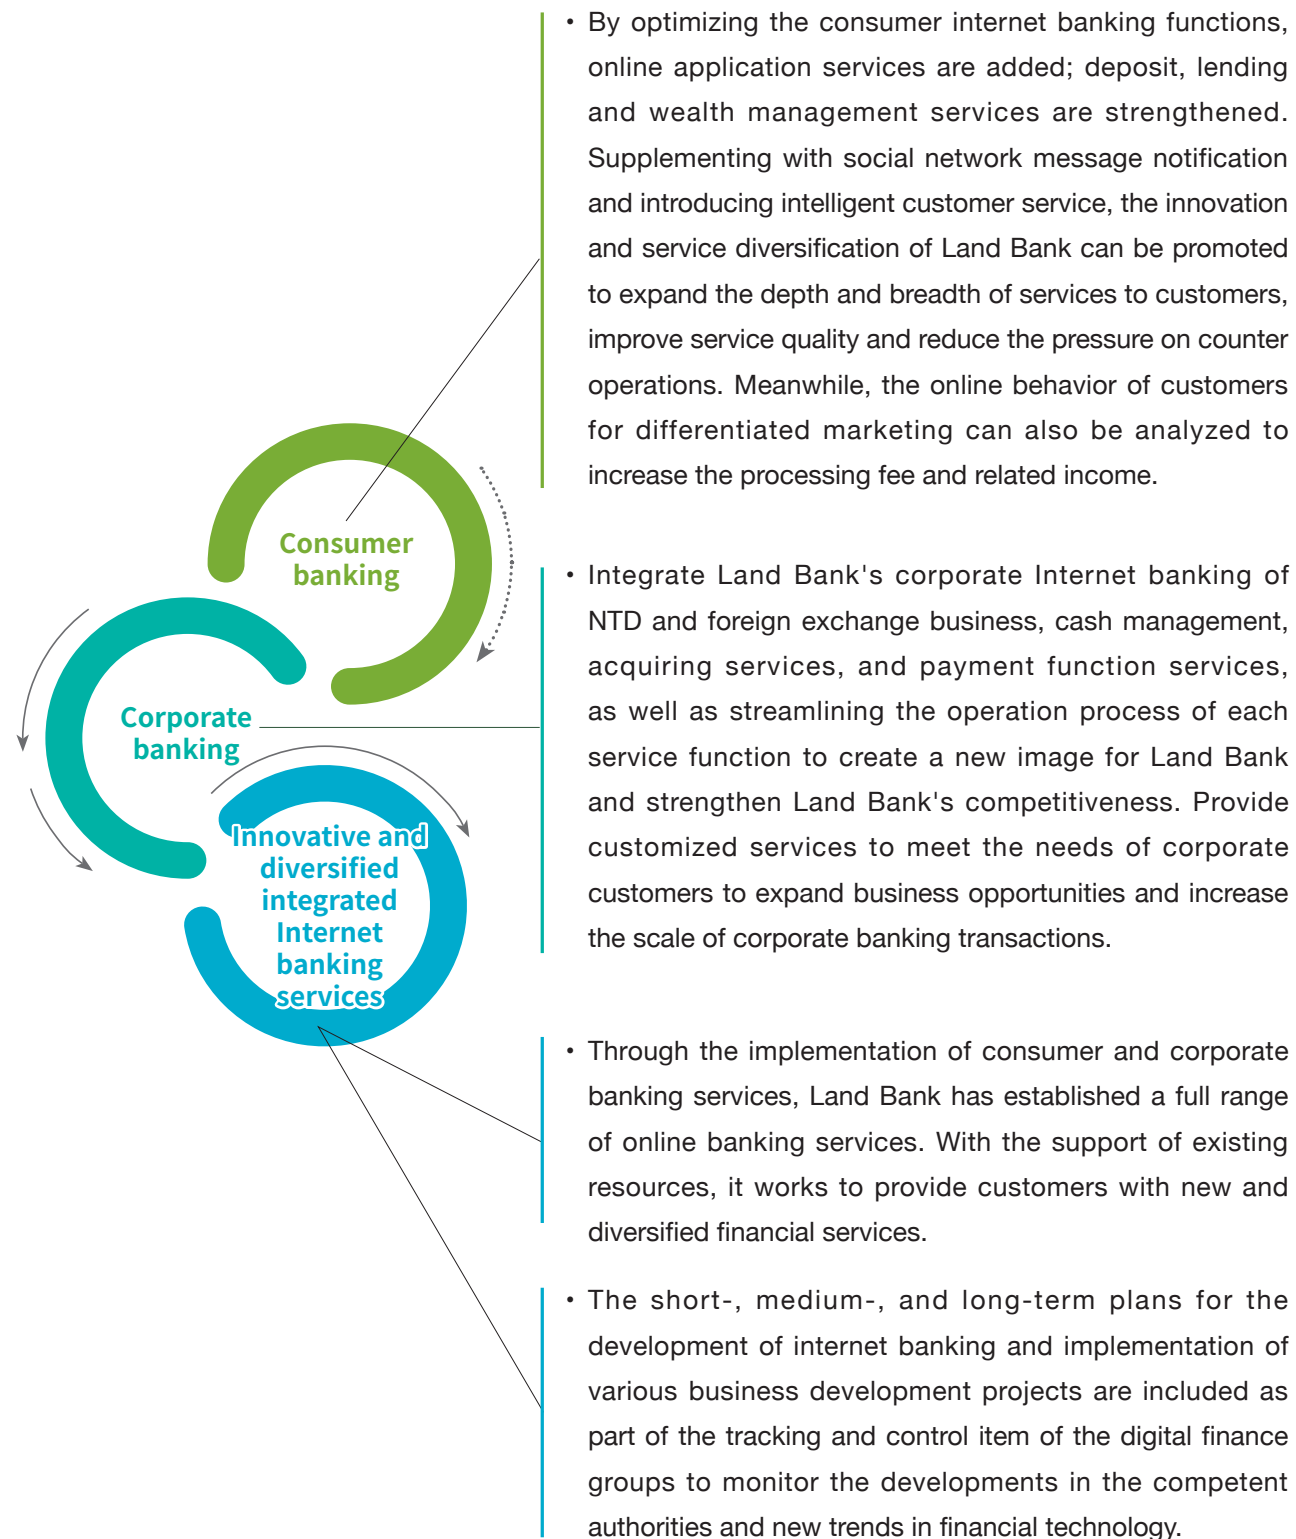 • By optimizing the consumer internet banking functions,
online application services are added; deposit, lending
and wealth management services are strengthened.
Supplementing with social network message notification
and introducing intelligent customer service, the innovation
and service diversification of Land Bank can be promoted
to expand the depth and breadth of services to customers,
improve service quality and reduce the pressure on counter
operations. Meanwhile, the online behavior of customers
for differentiated marketing can also be analyzed to
increase the processing fee and related income.
Consumer
banking
• Integrate Land Bank's corporate Internet banking of
NTD and foreign exchange business, cash management,
acquiring services, and payment function services,
as well as streamlining the operation process of each
service function to create a new image for Land Bank
and strengthen Land Bank's competitiveness. Provide
customized services to meet the needs of corporate
customers to expand business opportunities and increase
the scale of corporate banking transactions.
Corporate
banking
Innovative and
diversified
integrated
Internet
banking
services
• Through the implementation of consumer and corporate
banking services, Land Bank has established a full range
of online banking services. With the support of existing
resources, it works to provide customers with new and
diversified financial services.
• The short-, medium-, and long-term plans for the
development of internet banking and implementation of
various business development projects are included as
part of the tracking and control item of the digital finance
groups to monitor the developments in the competent
authorities and new trends in financial technology.